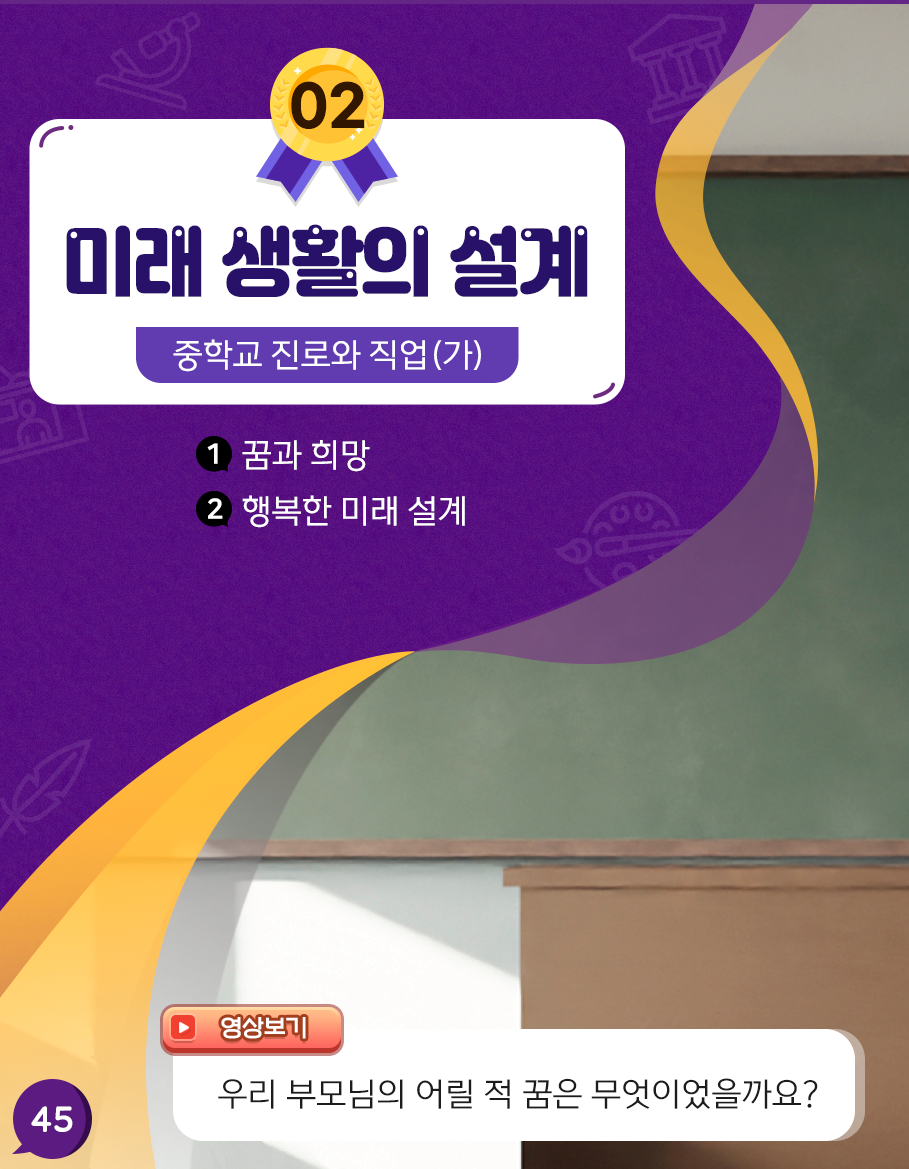 02
미래 생활의 설계
중학교 진로와 직업(가)
1 꿈과 희망
2 행복한 미래 설계
영상보기
우리 부모님의 어릴 적 꿈은 무엇이었을까요?
45